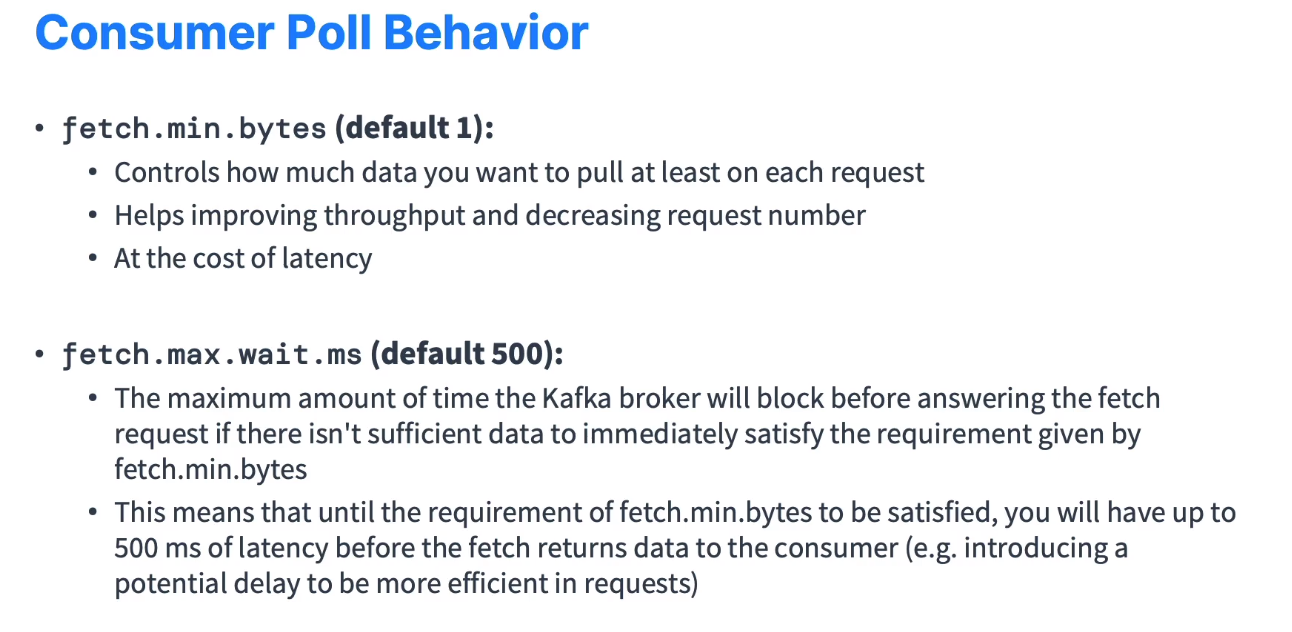 Consumer Poll Behavior
• fetch.min.bytes (default 1):
• Controls how much data you want to pull at least on each request
• Helps improving throughput and decreasing request number
• At the cost of latency
• fetch.max.wait.ms (default 500):
• The maximum amount of time the Kafka broker will block before answering the fetch
request if there isn't sufficient data to immediately satisfy the requirement given by
fetch.min.bytes
• This means that until the requirement of fetch.min.bytes to be satisfied, you will have up to
500 ms of latency before the fetch returns data to the consumer (e.g. introducing a
potential delay to be more efficient in requests)